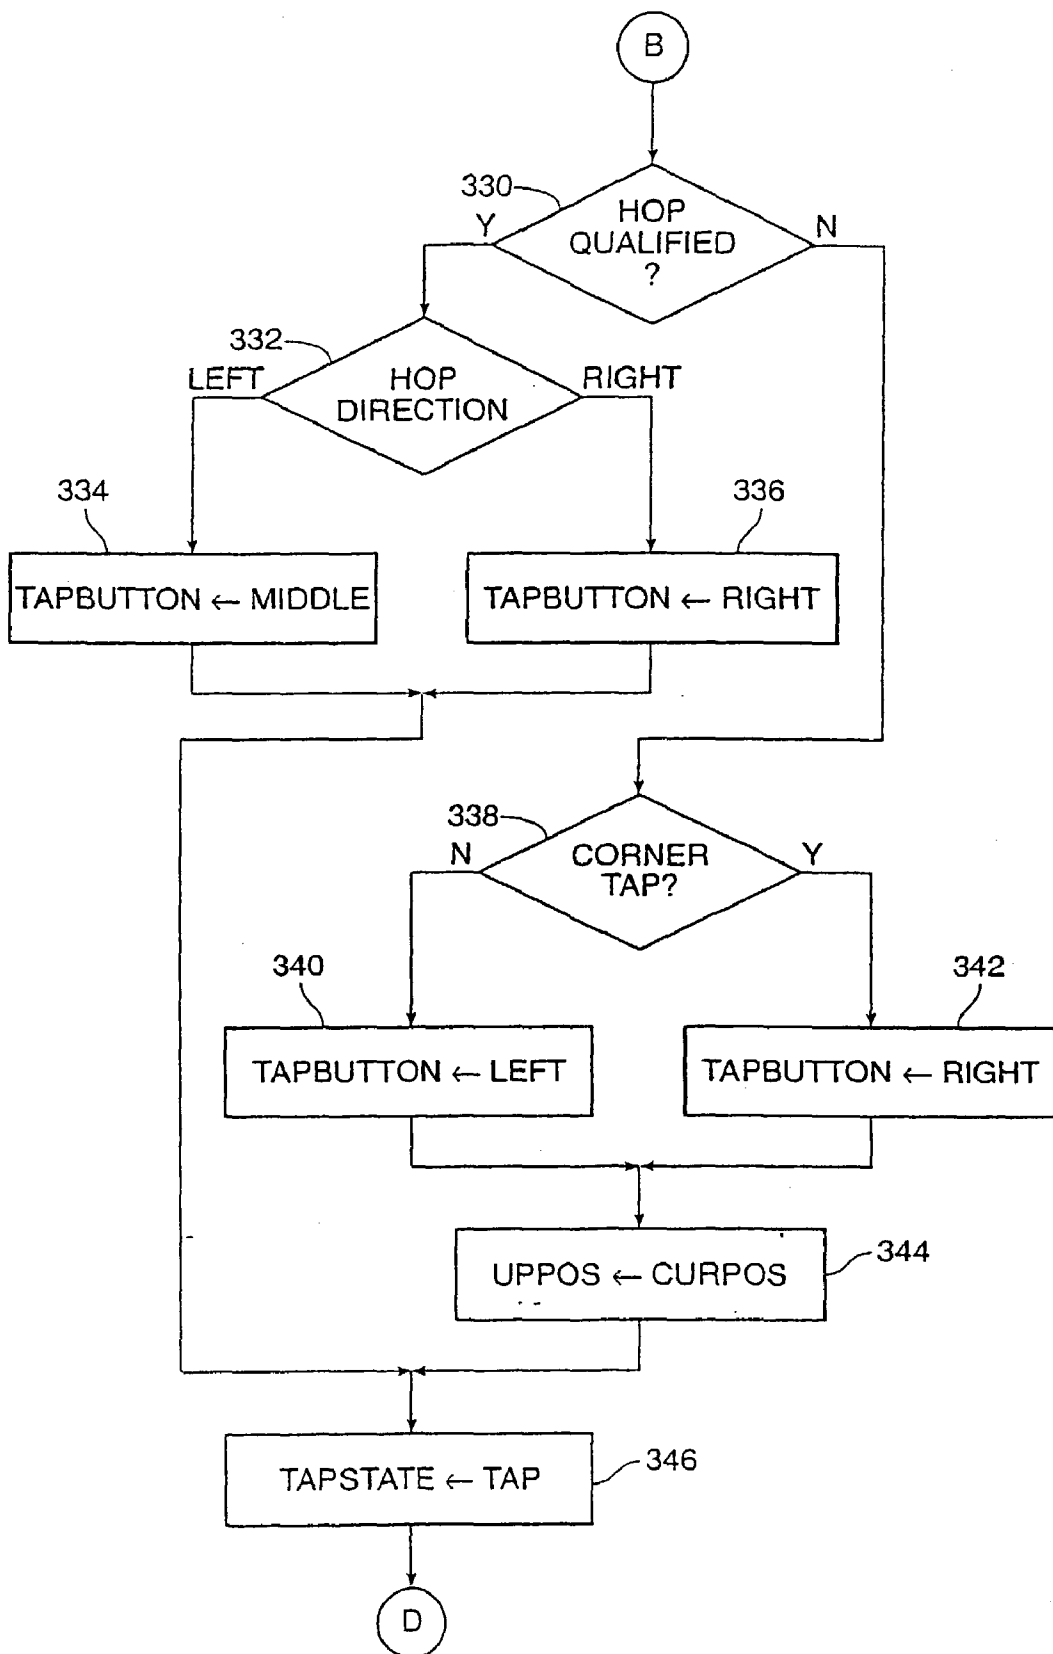 B
330
HOP
QUALIFIED
?
Y
N
332
HOP
DIRECTION
LEFT
RIGHT
334
336
TAPBUTTON ← MIDDLE
TAPBUTTON ← RIGHT
338
CORNER
TAP?
N
Y
340
342
TAPBUTTON ← LEFT
TAPBUTTON ← RIGHT
UPPOS ← CURPOS
344
TAPSTATE ← TAP
346
D